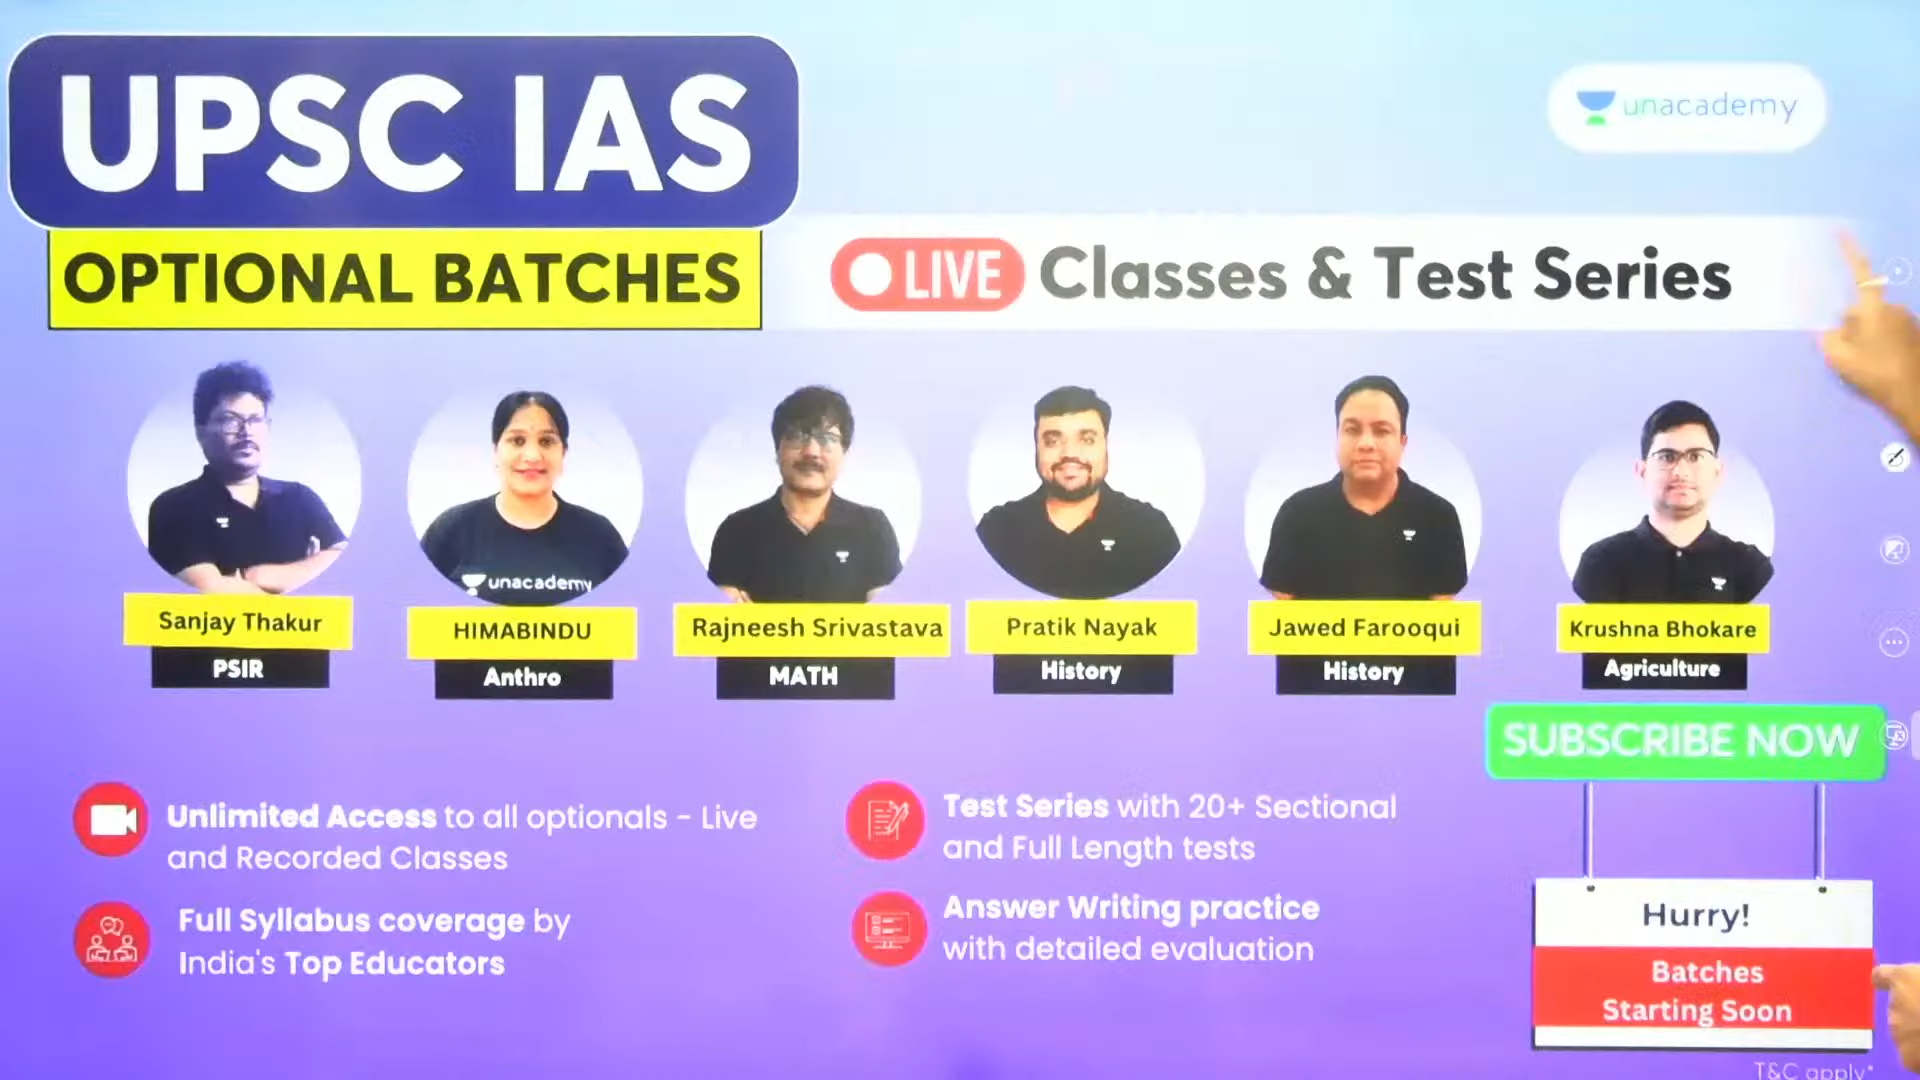 UPSC IAS
unacademy
OPTIONAL BATCHES
LIVE Classes & Test Series
unacademy
Sanjay Thakur
PSIR
HIMABINDU
Anthro
Rajneesh Srivastava
MATH
Pratik Nayak
History
Jawed Farooqui
History
Krushna Bhokare
Agriculture
SUBSCRIBE NOW
Unlimited Access to all optionals - Live
and Recorded Classes
Test Series with 20+ Sectional
and Full Length tests
Full Syllabus coverage by
India's Top Educators
Answer Writing practice
with detailed evaluation
Hurry!
Batches
Starting Soon
T&C apply*